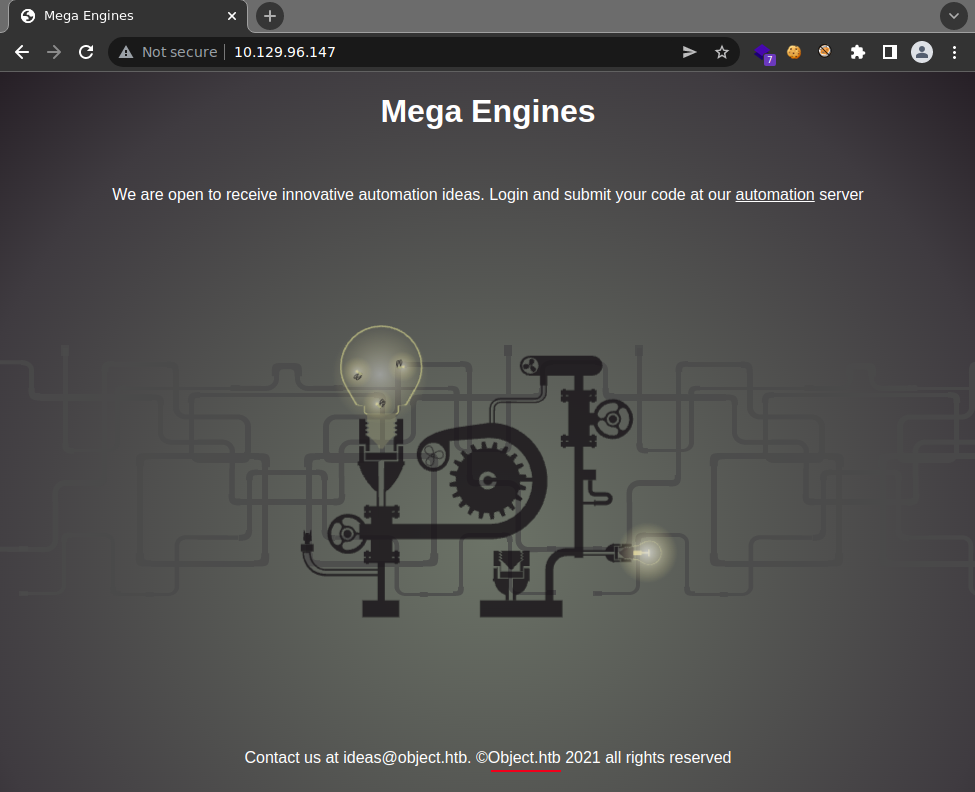 Mega Engines
Not secure
10.129.96.147
7
Mega Engines
We are open to receive innovative automation ideas. Login and submit your code at our automation server
Contact us at ideas@object.htb. ©Object.htb 2021 all rights reserved